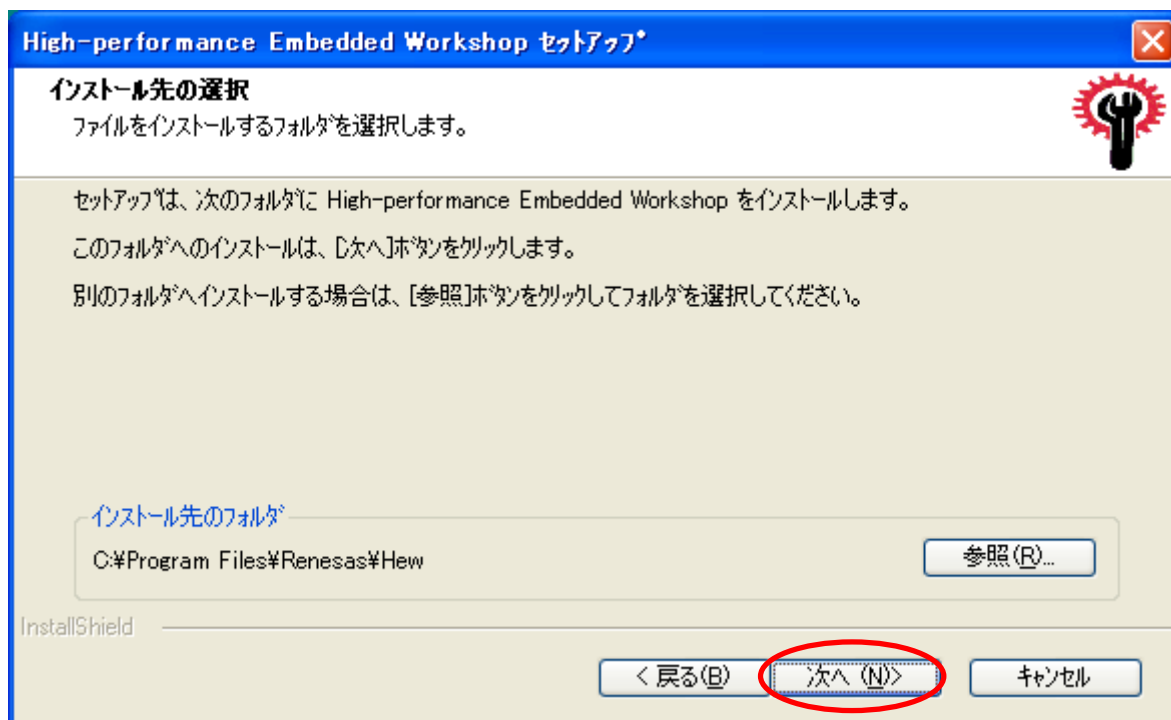 High-performance Embedded Workshop セットアップ
インストール先の選択
ファイルをインストールするフォルダを選択します。
セットアップは、次のフォルダに High-performance Embedded Workshop をインストールします。
このフォルダへのインストールは、[次へ]ボタンをクリックします。
別のフォルダへインストールする場合は、[参照]ボタンをクリックしてフォルダを選択してください。
インストール先のフォルダ
C:¥Program Files¥Renesas¥Hew
参照(R)...
InstallShield
< 戻る(B)
次へ (N)>
キャンセル